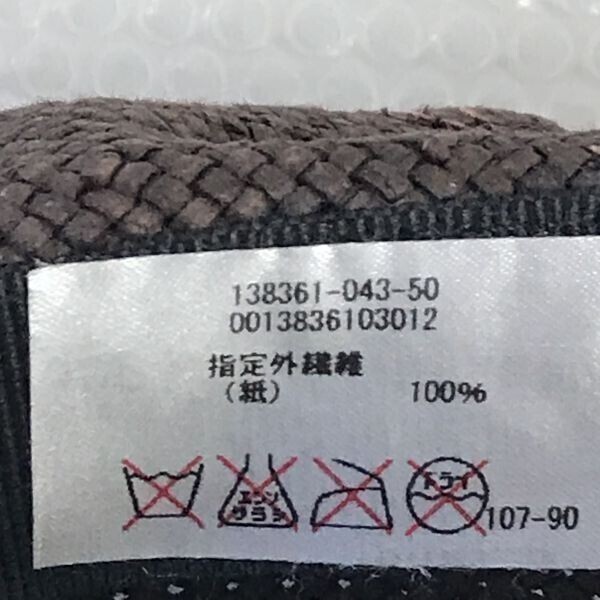 138361-043-50
0013836103012
指定外繊維
(紙) 100%
エンソ サラシ ドライ 107-90